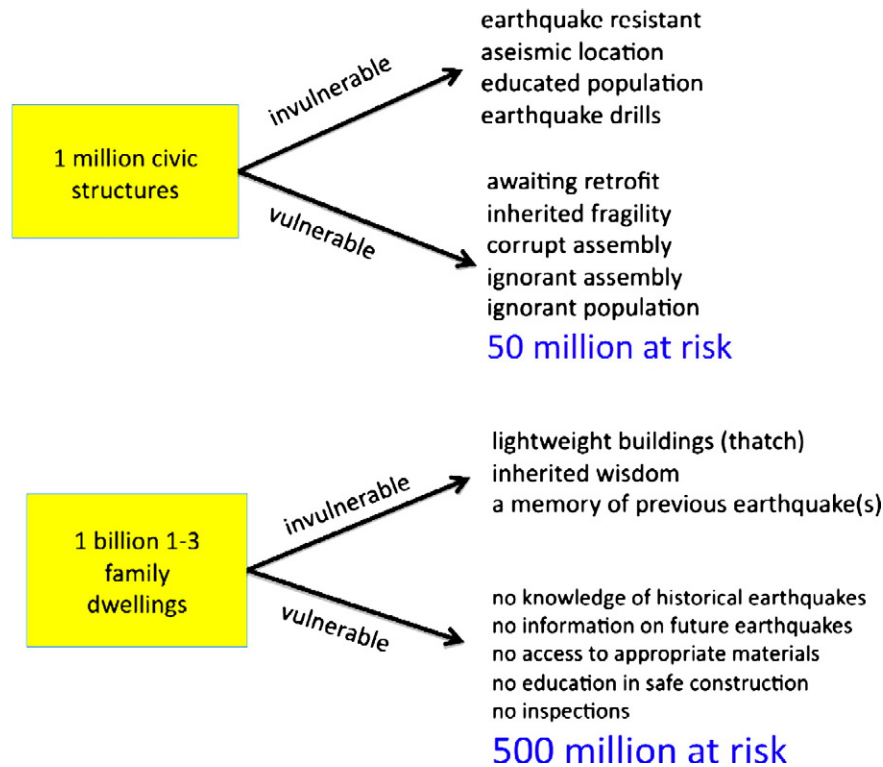 1 million civic
structures
invulnerable
earthquake resistant
aseismic location
educated population
earthquake drills
vulnerable
awaiting retrofit
inherited fragility
corrupt assembly
ignorant assembly
ignorant population
50 million at risk
1 billion 1-3
family
dwellings
invulnerable
lightweight buildings (thatch)
inherited wisdom
a memory of previous earthquake(s)
vulnerable
no knowledge of historical earthquakes
no information on future earthquakes
no access to appropriate materials
no education in safe construction
no inspections
500 million at risk